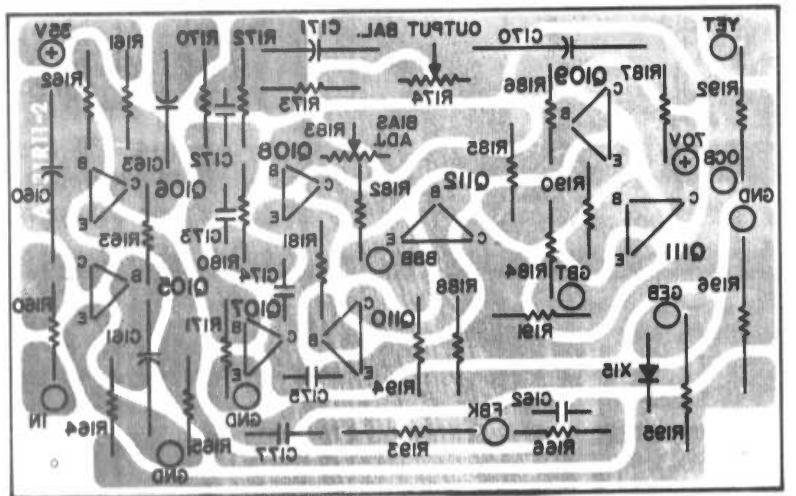 35V
R161
R170
R172
C171
OUTPUT BAL.
C170
YET
R162
R173
R174
R186
Q109
R187
R192
B
C
E
C163
C172
Q108
R183
BIAS
ADJ
R185
70V
OCB
C160
B
C
E
Q106
R163
C173
R180
B
C
E
R182
B
C
E
Q112
R190
GND
R181
BBB
R184
GBT
C
B
E
Q111
R160
B
C
E
Q105
C161
C174
Q107
R171
B
C
E
C
B
E
Q110
R188
R191
GEB
R196
IN
R164
R165
GND
GND
C175
R194
FBK
C162
X15
R195
C177
R193
R166